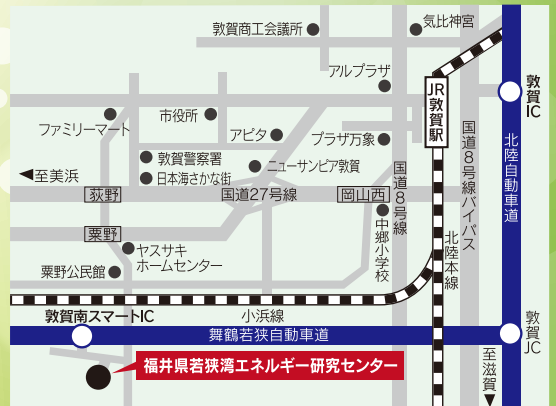 敦賀商工会議所
気比神宮
アルプラザ
敦賀
IC
JR
敦
賀
駅
ファミリーマート
市役所
アピタ
プラザ万象
国道8号線バイパス
北陸自動車道
敦賀警察署
ニューサンピア敦賀
日本海さかな街
国道8号線
◀至美浜
荻野
国道27号線
岡山西
中郷小学校
粟野
ヤスサキ
ホームセンター
北陸本線
粟野公民館
敦賀南スマートIC
小浜線
敦賀
JC
舞鶴若狭自動車道
福井県若狭湾エネルギー研究センター
至滋賀▼